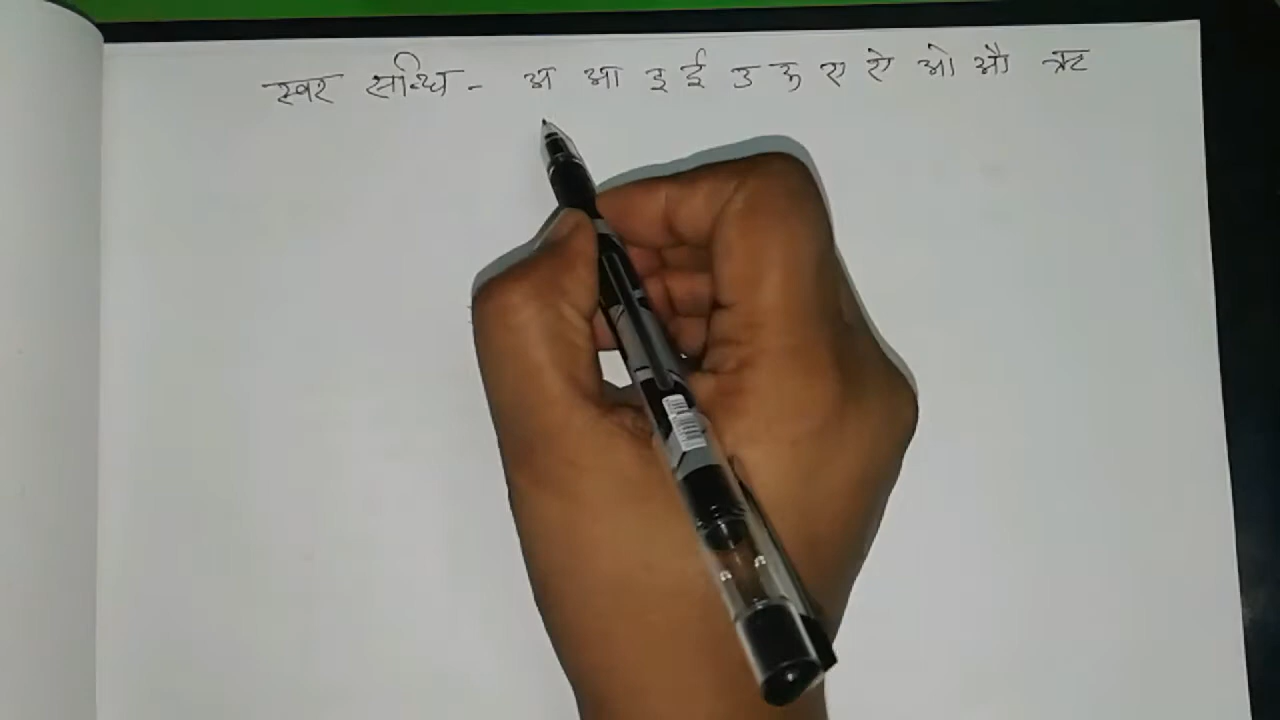 स्वर सन्धि - अ आ इ ई उ ऊ ए ऐ ओ औ ऋ